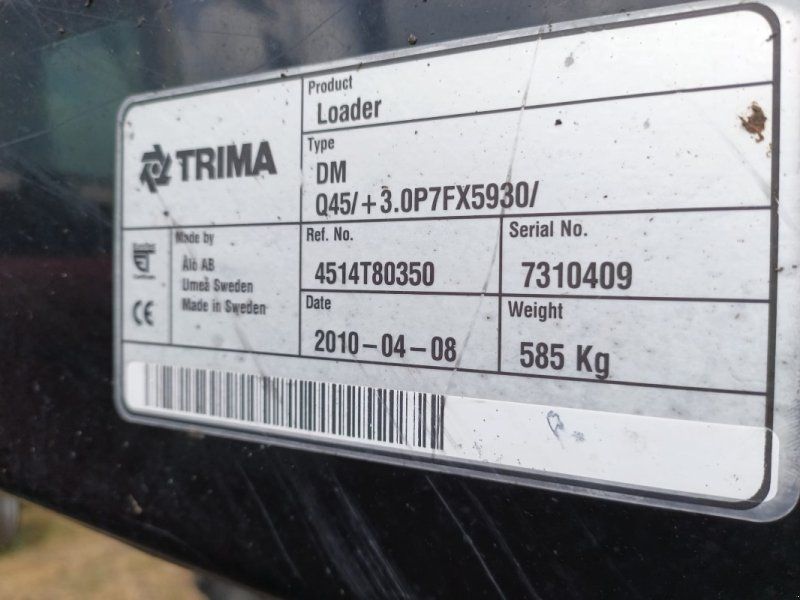 TRIMA
Product
Loader
Type
DM
Q45/+3.0P7FX5930/
Made by
Ålö AB
Umeå Sweden
Made in Sweden
CE
Ref. No.
4514T80350
Serial No.
7310409
Date
2010-04-08
Weight
585 Kg